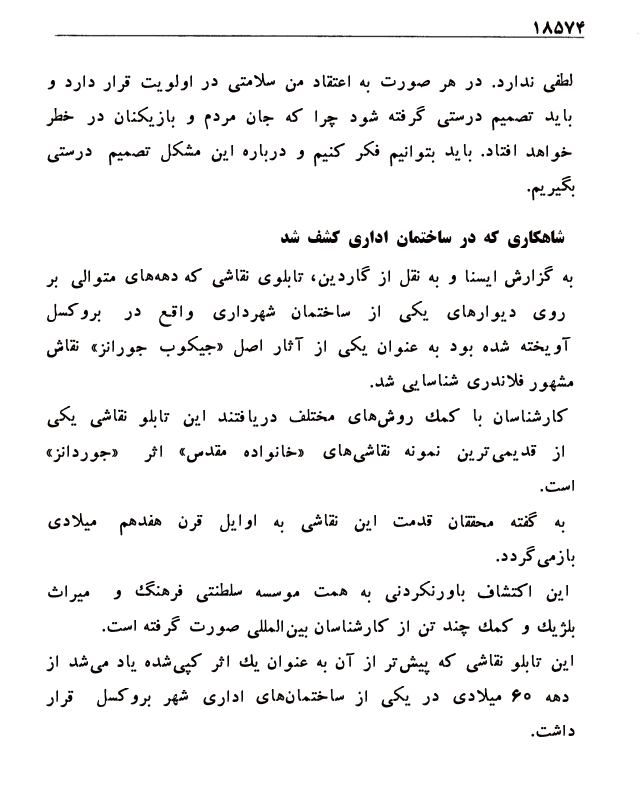 ۱۸۵۷۴
لطفی ندارد. در هر صورت به اعتقاد من سلامتی در اولویت قرار دارد و
باید تصمیم درستی گرفته شود چرا که جان مردم و بازیکنان در خطر
خواهد افتاد. باید بتوانیم فکر کنیم و درباره این مشکل تصمیم درستی
بگیریم.
شاهکاری که در ساختمان اداری کشف شد
به گزارش ایسنا و به نقل از گاردین، تابلوی نقاشی که دهه‌های متوالی بر
روی دیوارهای یکی از ساختمان شهرداری واقع در بروکسل
آویخته شده بود به عنوان یکی از آثار اصل «جیکوب جورانز» نقاش
مشهور فلاندری شناسایی شد.
کارشناسان با کمك روش‌های مختلف دریافتند این تابلو نقاشی یکی
از قدیمی‌ترین نمونه نقاشی‌های «خانواده مقدس» اثر «جوردانز»
است.
به گفته محققان قدمت این نقاشی به اوایل قرن هفدهم میلادی
بازمی‌گردد.
این اکتشاف باورنکردنی به همت موسسه سلطنتی فرهنگ و میراث
بلژیك و کمك چند تن از کارشناسان بین‌المللی صورت گرفته است.
این تابلو نقاشی که پیش‌تر از آن به عنوان یك اثر کپی‌شده یاد می‌شد از
دهه ۶۰ میلادی در یکی از ساختمان‌های اداری شهر بروکسل قرار
داشت.